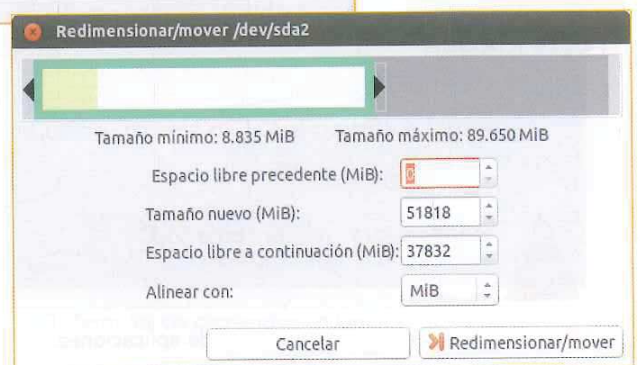 Redimensionar/mover /dev/sda2
Tamaño mínimo: 8.835 MiB Tamaño máximo: 89.650 MiB
Espacio libre precedente (MiB): 0
Tamaño nuevo (MiB): 51818
Espacio libre a continuación (MiB): 37832
Alinear con: MiB
Cancelar Redimensionar/mover